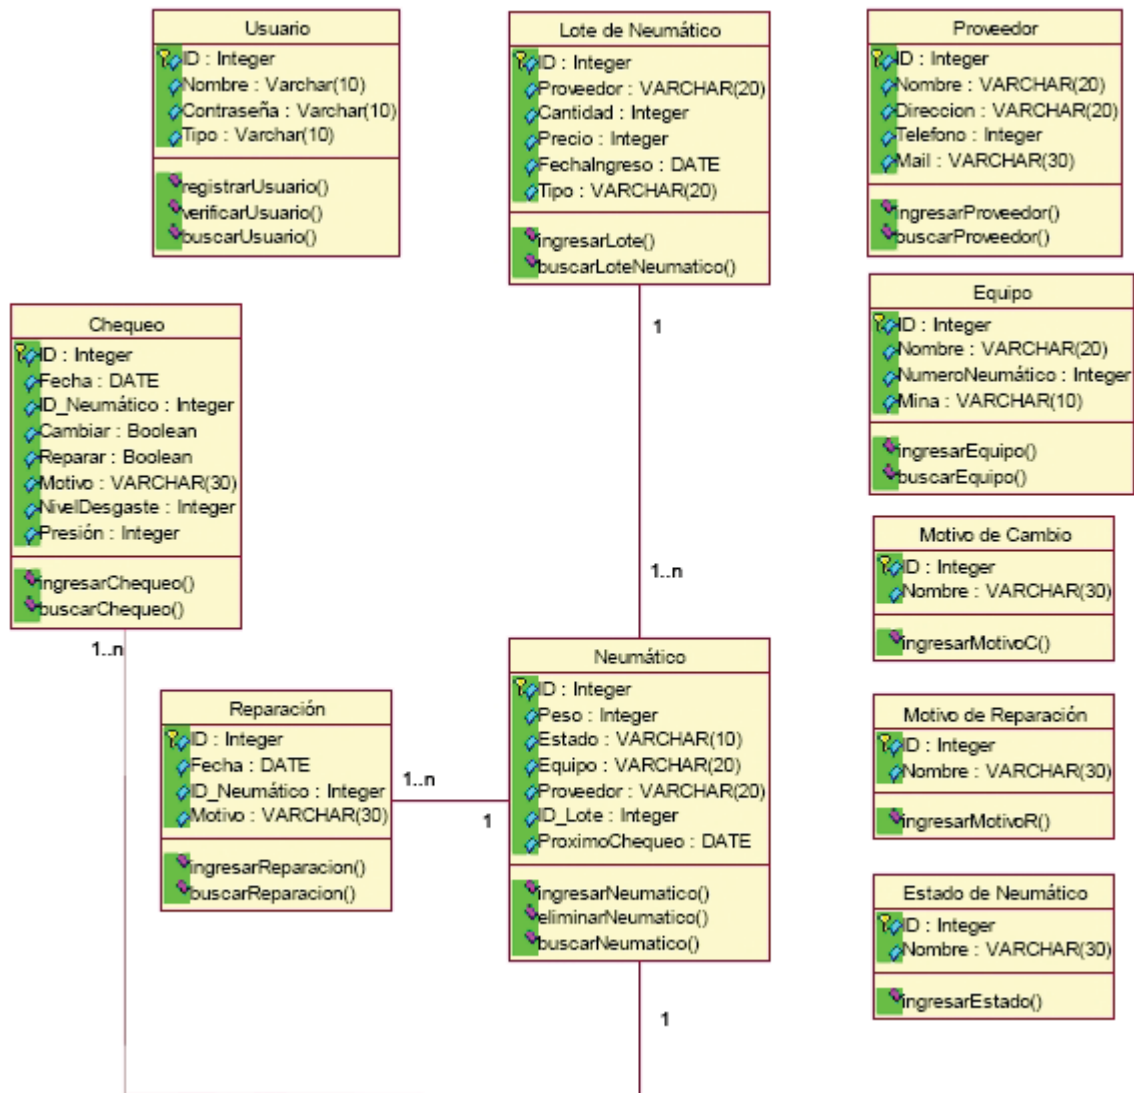 Usuario
ID : Integer
Nombre : Varchar(10)
Contraseña : Varchar(10)
Tipo : Varchar(10)
registrarUsuario()
verificarUsuario()
buscarUsuario()
Lote de Neumático
ID : Integer
Proveedor : VARCHAR(20)
Cantidad : Integer
Precio : Integer
FechaIngreso : DATE
Tipo : VARCHAR(20)
ingresarLote()
buscarLoteNeumatico()
Proveedor
ID : Integer
Nombre : VARCHAR(20)
Direccion : VARCHAR(20)
Telefono : Integer
Mail : VARCHAR(30)
ingresarProveedor()
buscarProveedor()
Equipo
ID : Integer
Nombre : VARCHAR(20)
NumeroNeumático : Integer
Mina : VARCHAR(10)
ingresarEquipo()
buscarEquipo()
Chequeo
ID : Integer
Fecha : DATE
ID_Neumático : Integer
Cambiar : Boolean
Reparar : Boolean
Motivo : VARCHAR(30)
NivelDesgaste : Integer
Presión : Integer
ingresarChequeo()
buscarChequeo()
1
1..n
1..n
Motivo de Cambio
ID : Integer
Nombre : VARCHAR(30)
ingresarMotivoC()
Reparación
ID : Integer
Fecha : DATE
ID_Neumático : Integer
Motivo : VARCHAR(30)
ingresarReparacion()
buscarReparacion()
1..n
1
Neumático
ID : Integer
Peso : Integer
Estado : VARCHAR(10)
Equipo : VARCHAR(20)
Proveedor : VARCHAR(20)
ID_Lote : Integer
ProximoChequeo : DATE
ingresarNeumatico()
eliminarNeumatico()
buscarNeumatico()
1
Motivo de Reparación
ID : Integer
Nombre : VARCHAR(30)
ingresarMotivoR()
Estado de Neumático
ID : Integer
Nombre : VARCHAR(30)
ingresarEstado()